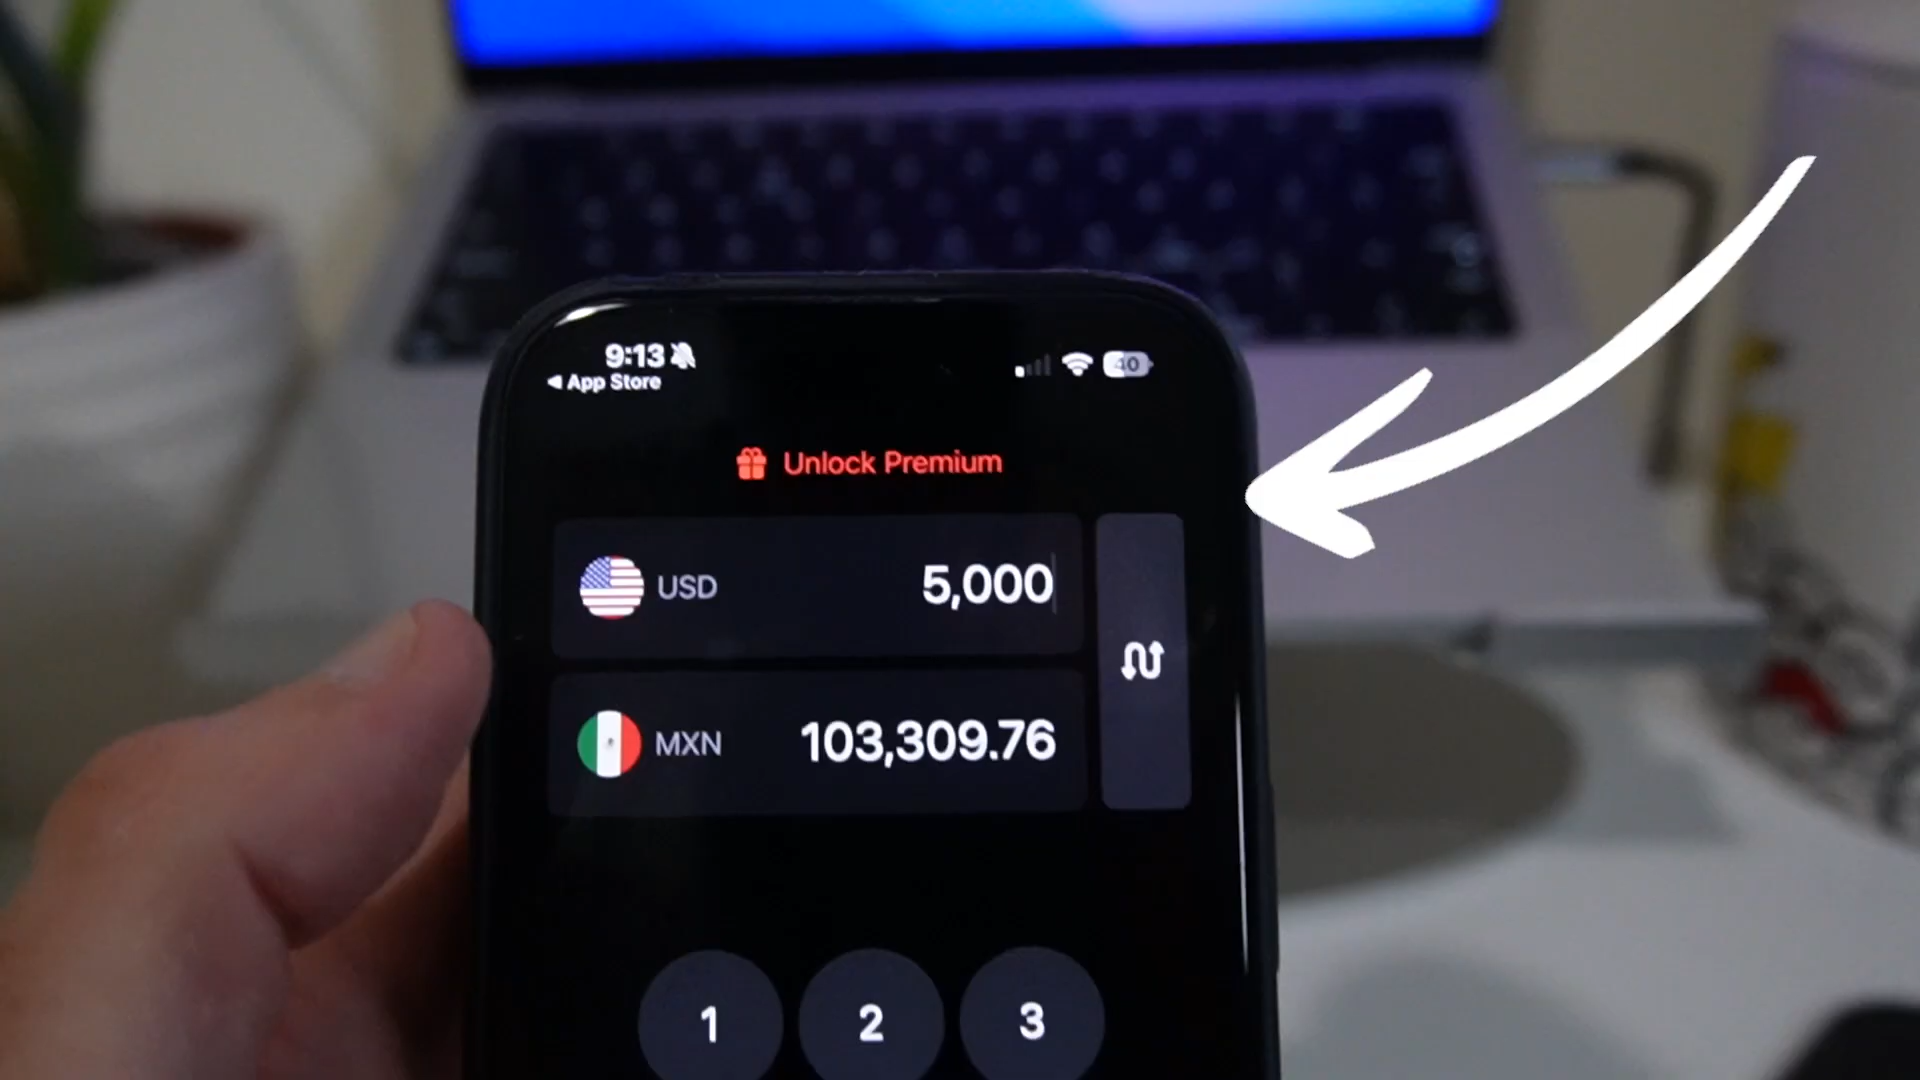 9:13
App Store
40
Unlock Premium
USD 5,000
MXN 103,309.76
1 2 3